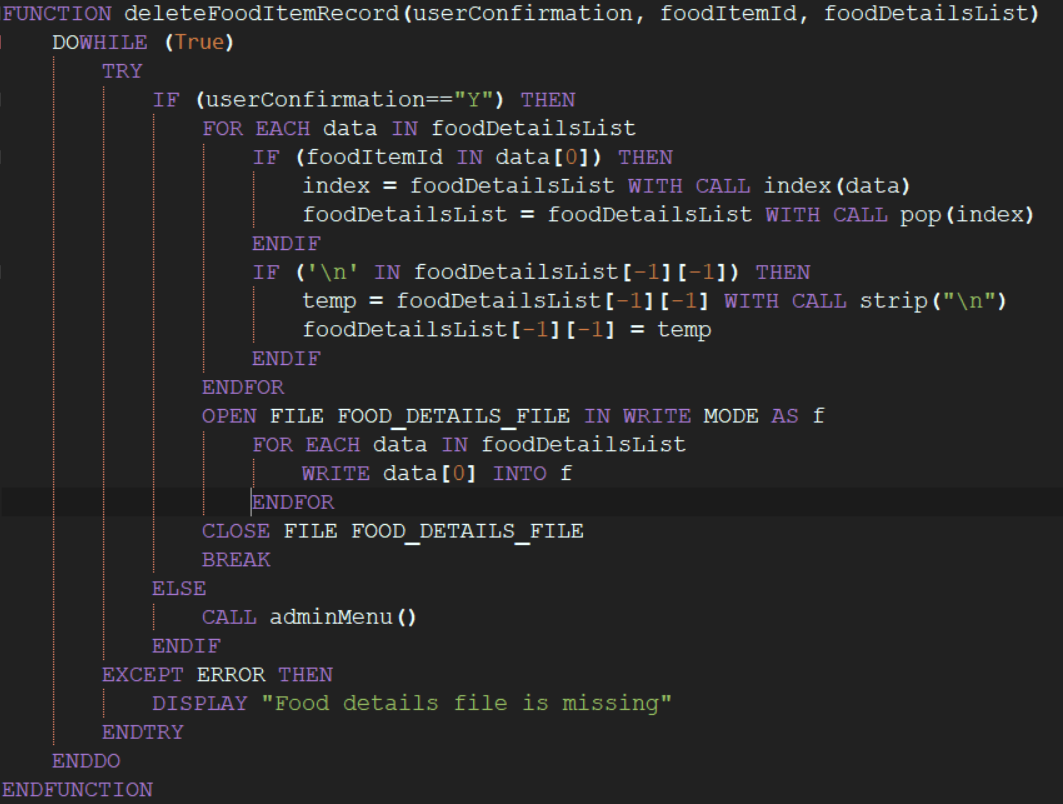 FUNCTION deleteFoodItemRecord(userConfirmation, foodItemId, foodDetailsList)
DOWHILE (True)
TRY
IF (userConfirmation=="Y") THEN
FOR EACH data IN foodDetailsList
IF (foodItemId IN data[0]) THEN
index = foodDetailsList WITH CALL index(data)
foodDetailsList = foodDetailsList WITH CALL pop(index)
ENDIF
IF ('\n' IN foodDetailsList[-1][-1]) THEN
temp = foodDetailsList[-1][-1] WITH CALL strip("\n")
foodDetailsList[-1][-1] = temp
ENDIF
ENDFOR
OPEN FILE FOOD_DETAILS_FILE IN WRITE MODE AS f
FOR EACH data IN foodDetailsList
WRITE data[0] INTO f
ENDFOR
CLOSE FILE FOOD_DETAILS_FILE
BREAK
ELSE
CALL adminMenu()
ENDIF
EXCEPT ERROR THEN
DISPLAY "Food details file is missing"
ENDTRY
ENDDO
ENDFUNCTION